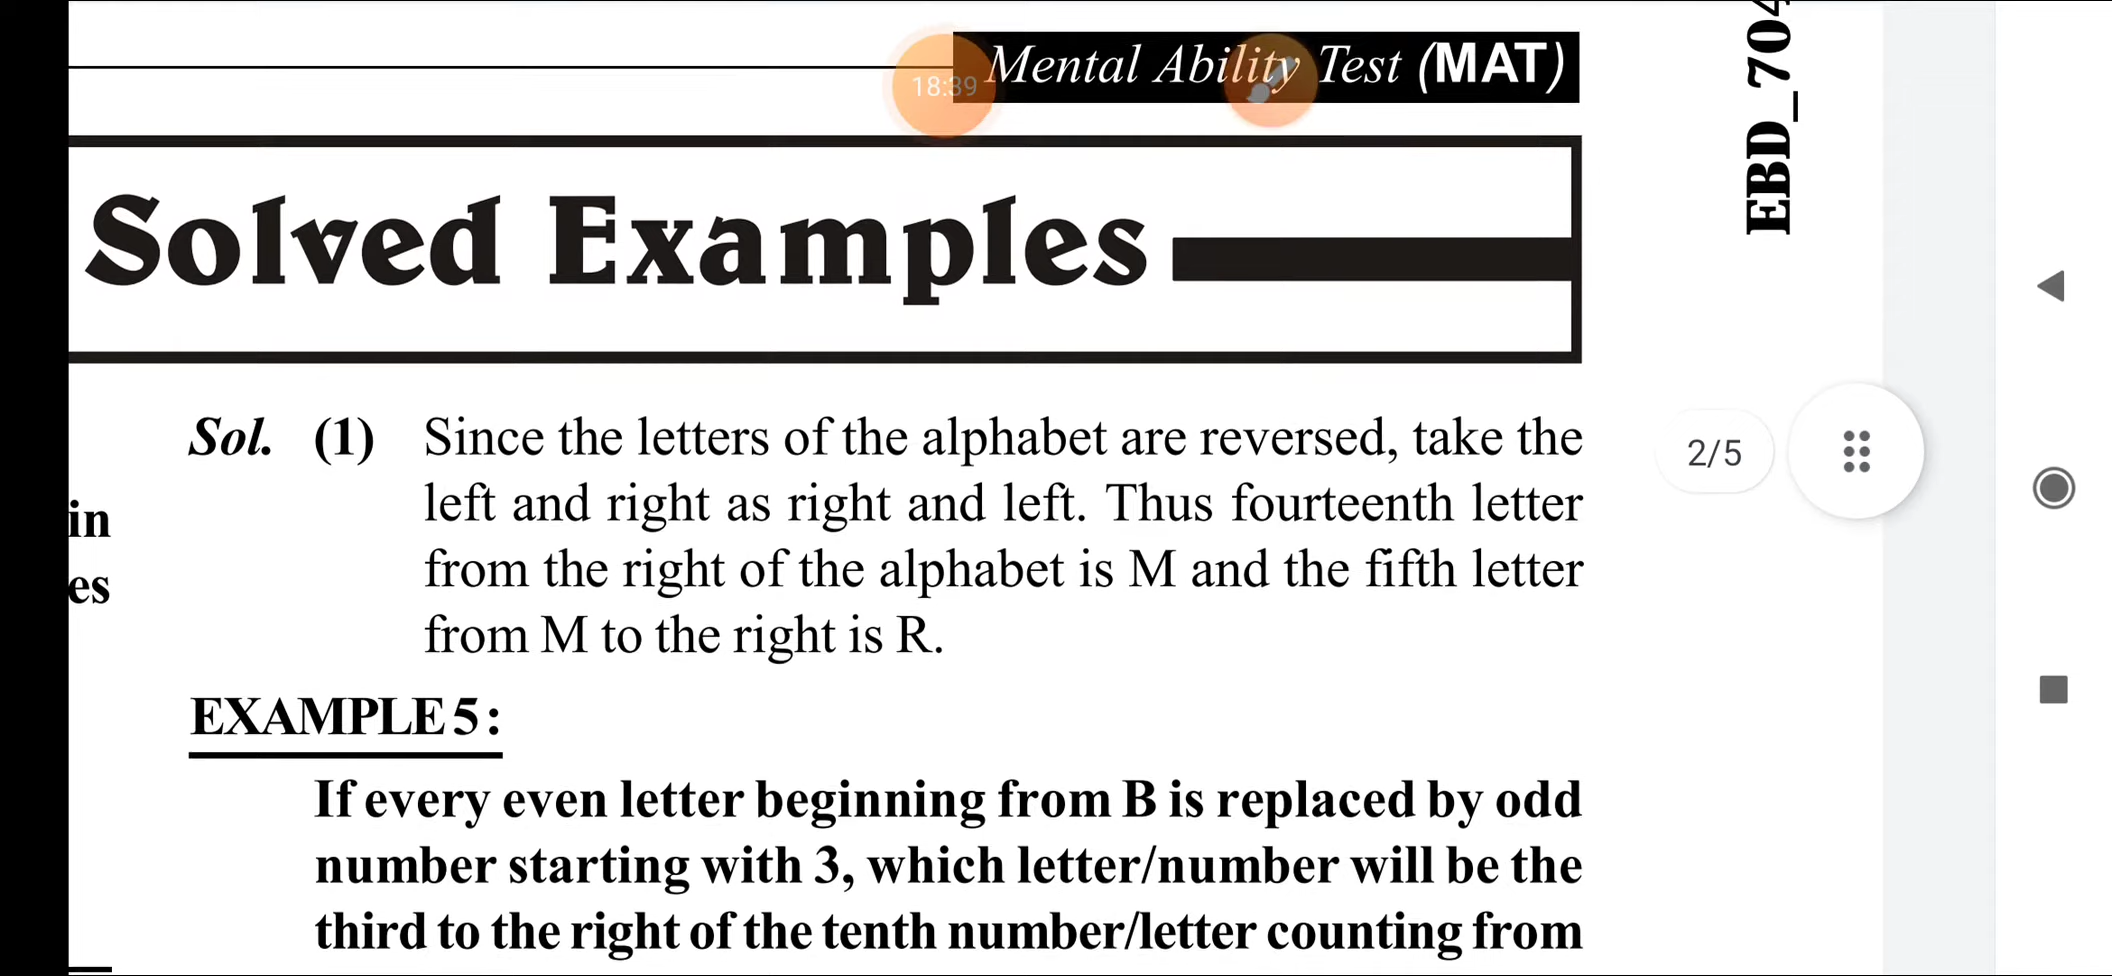 Mental Ability Test (MAT)
18:39
EBD_704
Solved Examples
Sol. (1) Since the letters of the alphabet are reversed, take the
left and right as right and left. Thus fourteenth letter
from the right of the alphabet is M and the fifth letter
from M to the right is R.
in
es
2/5
EXAMPLE 5 :
If every even letter beginning from B is replaced by odd
number starting with 3, which letter/number will be the
third to the right of the tenth number/letter counting from